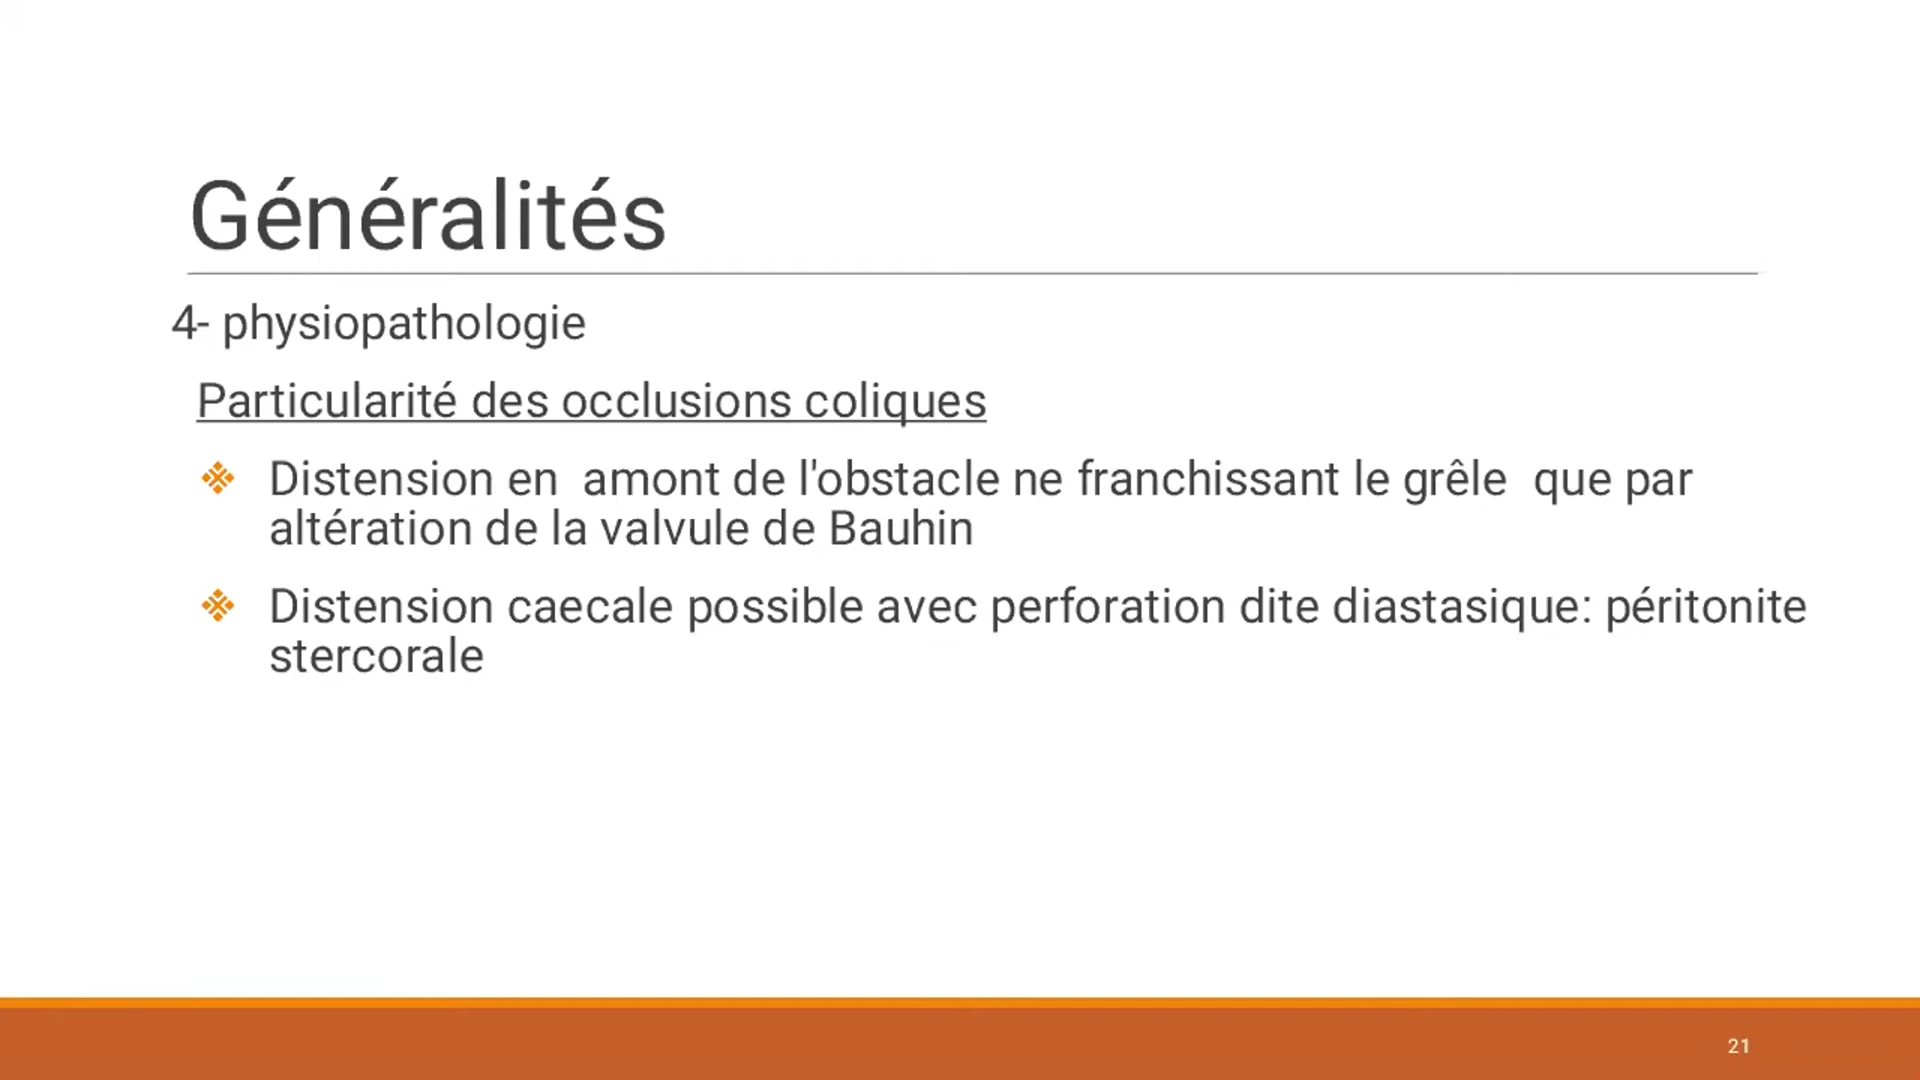 Généralités
4- physiopathologie
Particularité des occlusions coliques
Distension en  amont de l'obstacle ne franchissant le grêle  que par
altération de la valvule de Bauhin
Distension caecale possible avec perforation dite diastasique: péritonite
stercorale
21